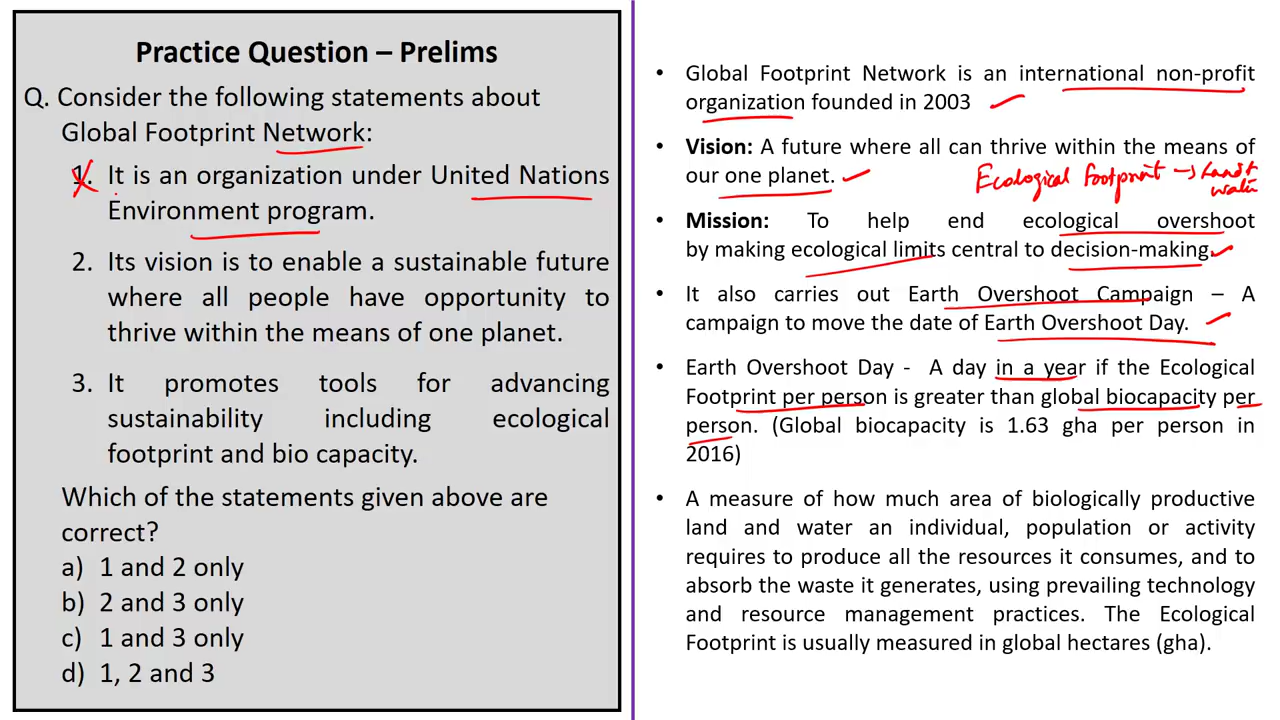 Practice Question – Prelims
Q. Consider the following statements about
Global Footprint Network:
1. It is an organization under United Nations
Environment program.
2. Its vision is to enable a sustainable future
where all people have opportunity to
thrive within the means of one planet.
3. It promotes tools for advancing
sustainability including ecological
footprint and bio capacity.
Which of the statements given above are
correct?
a) 1 and 2 only
b) 2 and 3 only
c) 1 and 3 only
d) 1, 2 and 3
• Global Footprint Network is an international non-profit
organization founded in 2003
• Vision: A future where all can thrive within the means of
our one planet.
Ecological Footprint → Land +
water
• Mission: To help end ecological overshoot
by making ecological limits central to decision-making.
• It also carries out Earth Overshoot Campaign – A
campaign to move the date of Earth Overshoot Day.
• Earth Overshoot Day - A day in a year if the Ecological
Footprint per person is greater than global biocapacity per
person. (Global biocapacity is 1.63 gha per person in
2016)
• A measure of how much area of biologically productive
land and water an individual, population or activity
requires to produce all the resources it consumes, and to
absorb the waste it generates, using prevailing technology
and resource management practices. The Ecological
Footprint is usually measured in global hectares (gha).